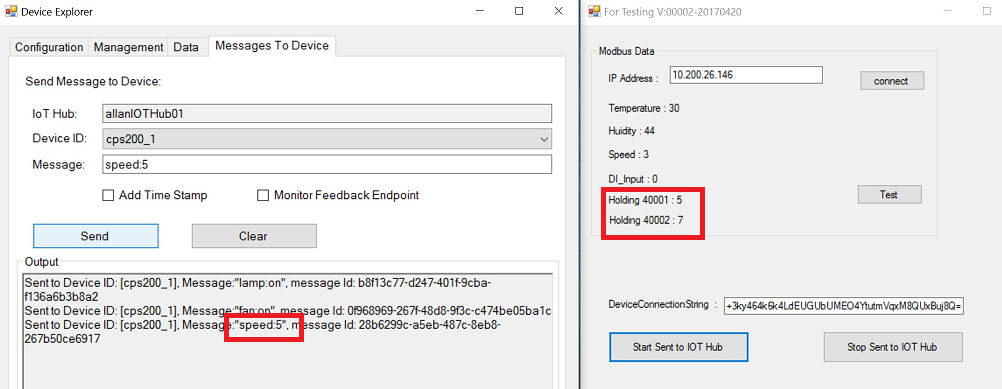 Device Explorer
Configuration Management Data Messages To Device
Send Message to Device:
IoT Hub: allanIOTHub01
Device ID: cps200_1
Message: speed:5
Add Time Stamp Monitor Feedback Endpoint
Send Clear
Output
Sent to Device ID: [cps200_1], Message:"lamp:on", message Id: b8f13c77-d247-401f-9cba-
f136a6b3b8a2
Sent to Device ID: [cps200_1], Message:"fan:on", message Id: 0f968969-267f-48d8-9f3c-c474be05ba1c
Sent to Device ID: [cps200_1], Message:"speed:5", message Id: 28b6299c-a5eb-487c-8eb8-
267b50ce6917
For Testing V:00002-20170420
Modbus Data
IP Address : 10.200.26.146 connect
Temperature : 30
Huidity : 44
Speed : 3
DI_Input : 0
Holding 40001 : 5 Test
Holding 40002 : 7
DeviceConnectionString : +3ky464k6k4LdEUGUbUMEO4YtutmVqxM8QUxBuj8Q=
Start Sent to IOT Hub Stop Sent to IOT Hub